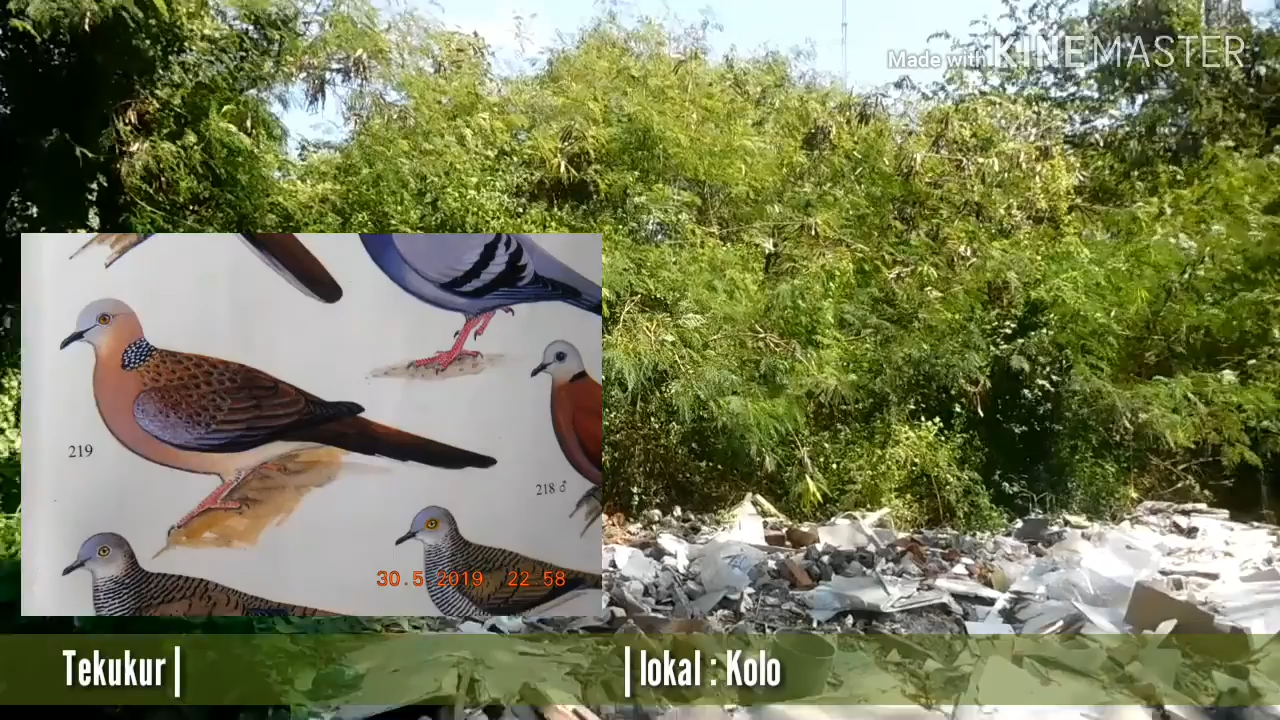 Made with KINEMASTER
219
218 ♂
30.5 2019 22.58
Tekukur | | lokal : Kolo